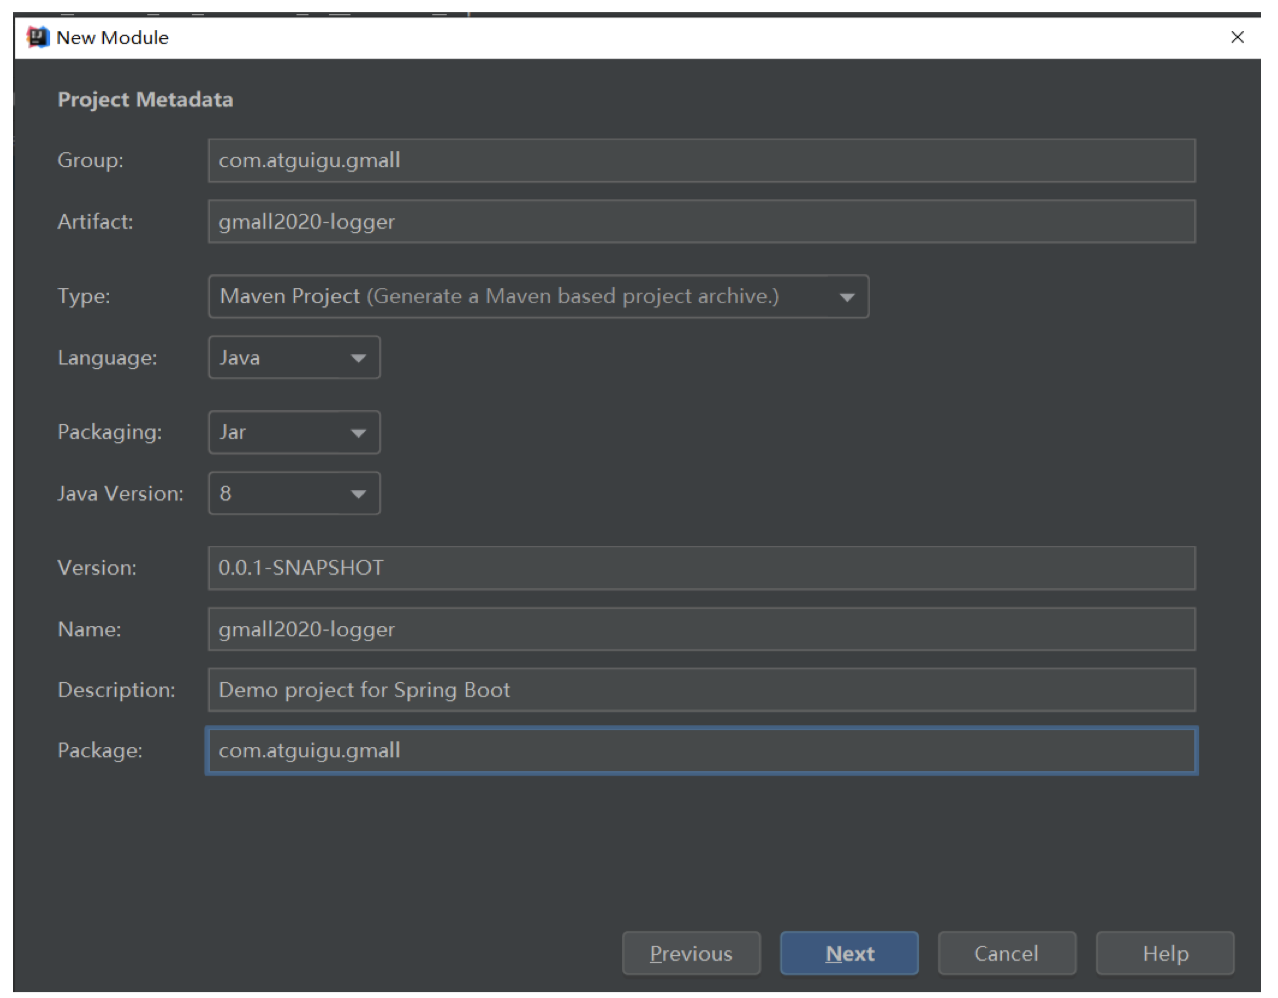 New Module
Project Metadata
Group: com.atguigu.gmall
Artifact: gmall2020-logger
Type: Maven Project (Generate a Maven based project archive.)
Language: Java
Packaging: Jar
Java Version: 8
Version: 0.0.1-SNAPSHOT
Name: gmall2020-logger
Description: Demo project for Spring Boot
Package: com.atguigu.gmall
Previous Next Cancel Help